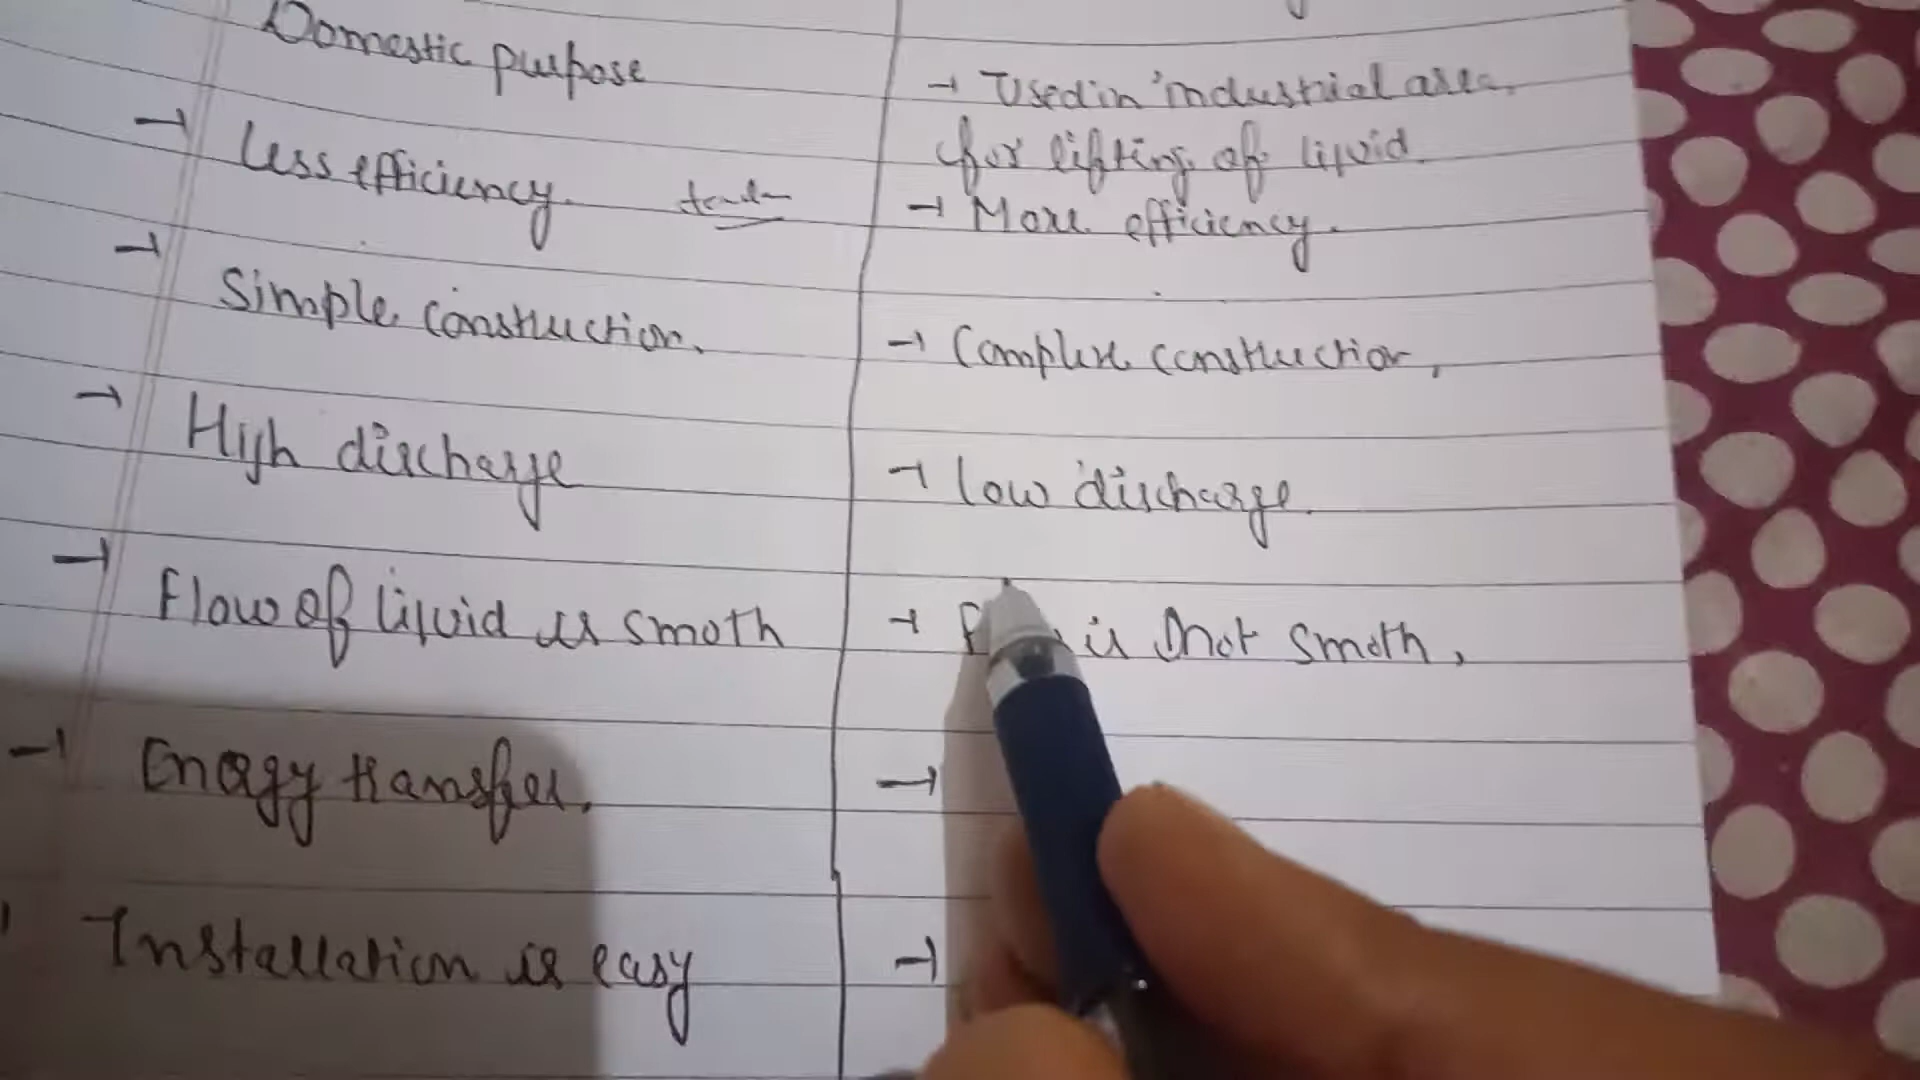 Domestic purpose
→ Less efficiency.
→ Simple construction.
→ High discharge
→ Flow of liquid is smoth
→ Energy transfer.
Installation is easy
→ Used in industrial area.
for lifting of liquid.
→ More efficiency.
→ Complex construction,
→ Low discharge.
→ is not smoth,
→
→